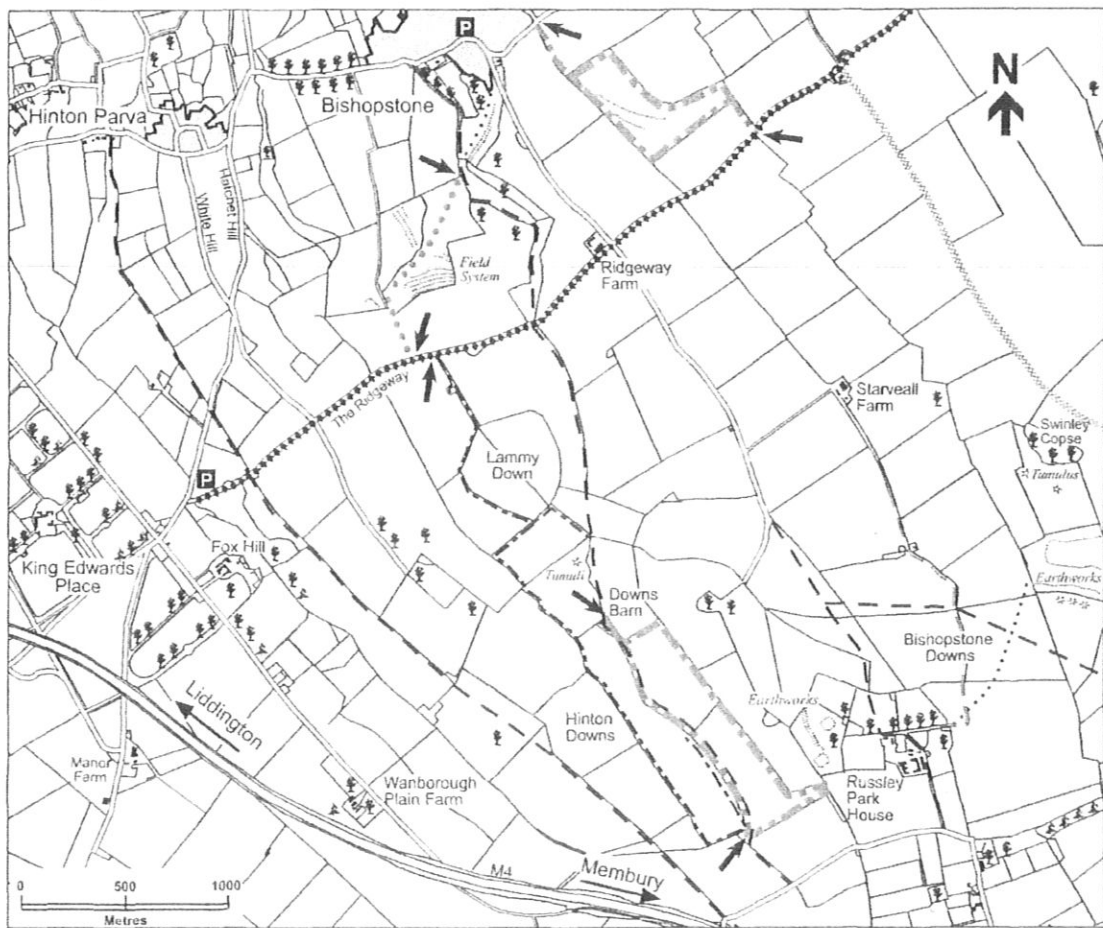 P
N
Bishopstone
Hinton Parva
Hatchet Hill
White Hill
Field
System
Ridgeway
Farm
The Ridgeway
Starveall
Farm
Swinley
Copse
Tumulus
Lammy
Down
P
Fox Hill
King Edwards
Place
Tumuli
Downs
Barn
Earthworks
Bishopstone
Downs
Liddington
Earthworks
Hinton
Downs
Manor
Farm
Wanborough
Plain Farm
Russley
Park
House
M4
Membury
0 500 1000
Metres